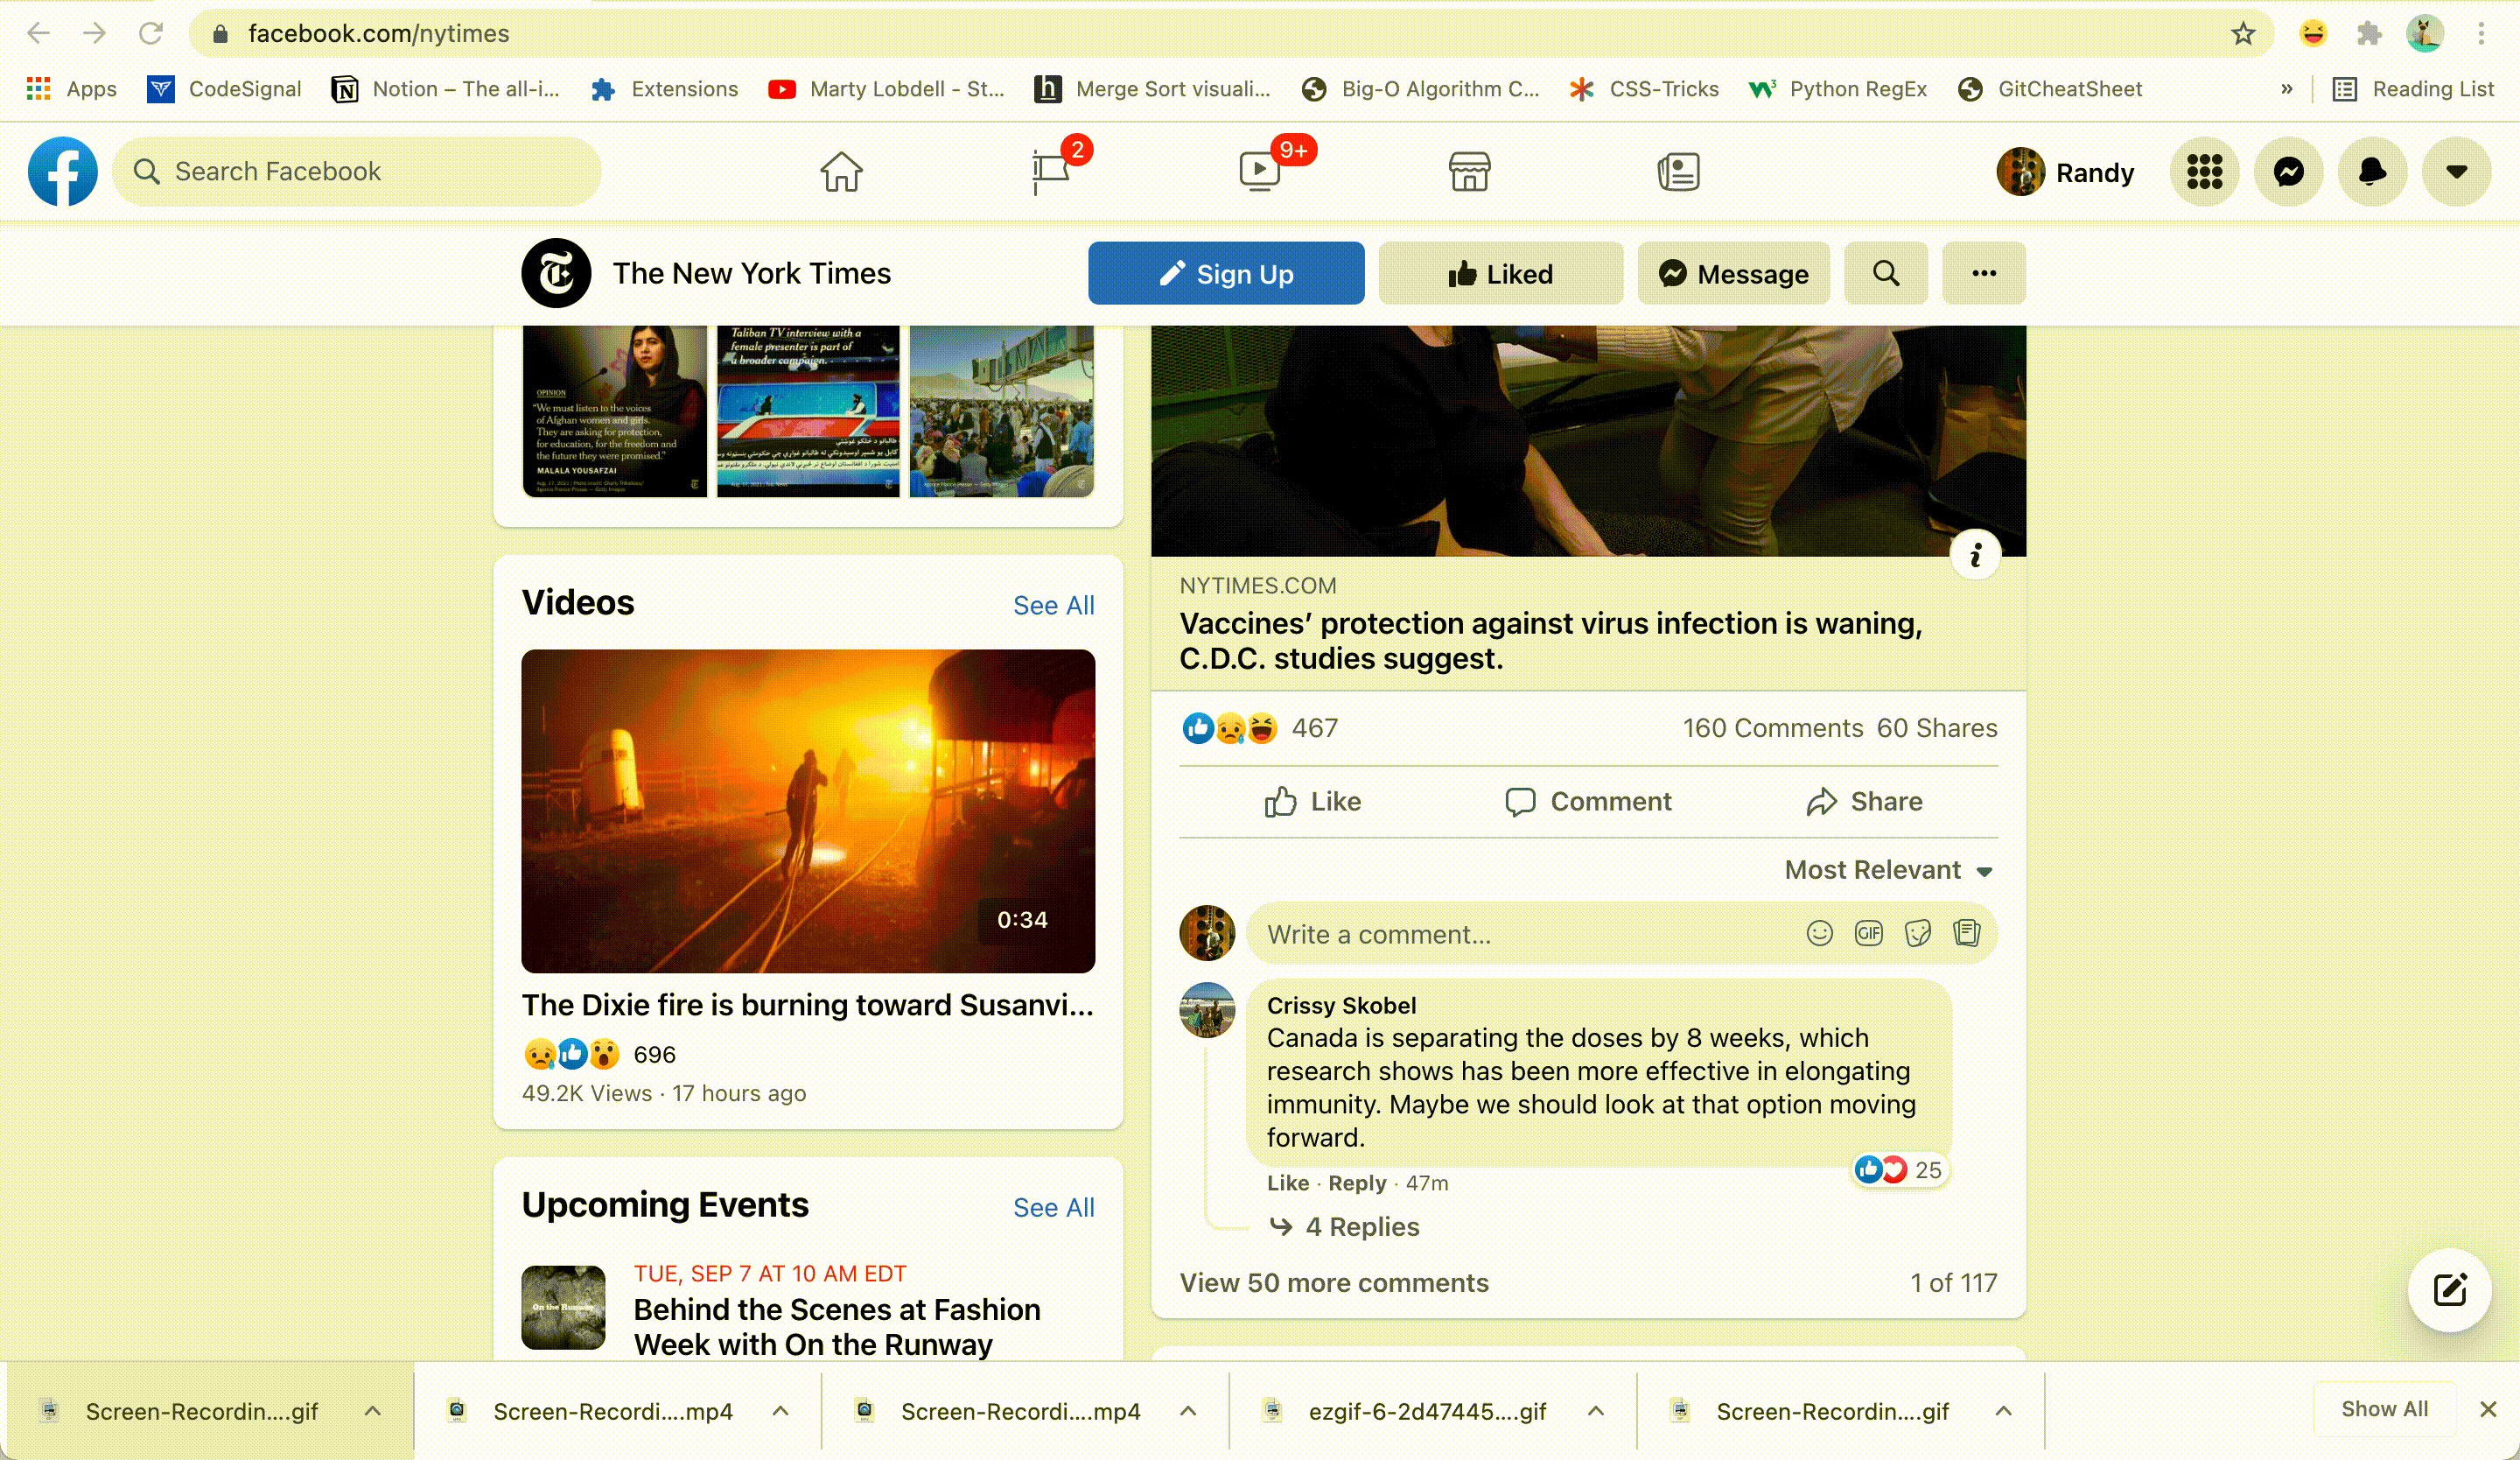 facebook.com/nytimes
Apps
CodeSignal
Notion – The all-i...
Extensions
Marty Lobdell - St...
Merge Sort visuali...
Big-O Algorithm C...
CSS-Tricks
Python RegEx
GitCheatSheet
»
Reading List
Search Facebook
2
9+
Randy
The New York Times
Sign Up
Liked
Message
OPINION
"We must listen to the voices
of Afghan women and girls.
They are asking for protection,
for education, for the freedom and
the future they were promised."
MALALA YOUSAFZAI
Taliban TV interview with a
female presenter is part of
a broader campaign.
Videos
See All
0:34
The Dixie fire is burning toward Susanvi...
696
49.2K Views · 17 hours ago
Upcoming Events
See All
On the Runway
TUE, SEP 7 AT 10 AM EDT
Behind the Scenes at Fashion
Week with On the Runway
NYTIMES.COM
Vaccines’ protection against virus infection is waning,
C.D.C. studies suggest.
467
160 Comments 60 Shares
Like
Comment
Share
Most Relevant
Write a comment...
GIF
Crissy Skobel
Canada is separating the doses by 8 weeks, which
research shows has been more effective in elongating
immunity. Maybe we should look at that option moving
forward.
25
Like · Reply · 47m
4 Replies
View 50 more comments
1 of 117
Screen-Recordin....gif
Screen-Recordi....mp4
Screen-Recordi....mp4
ezgif-6-2d47445....gif
Screen-Recordin....gif
Show All